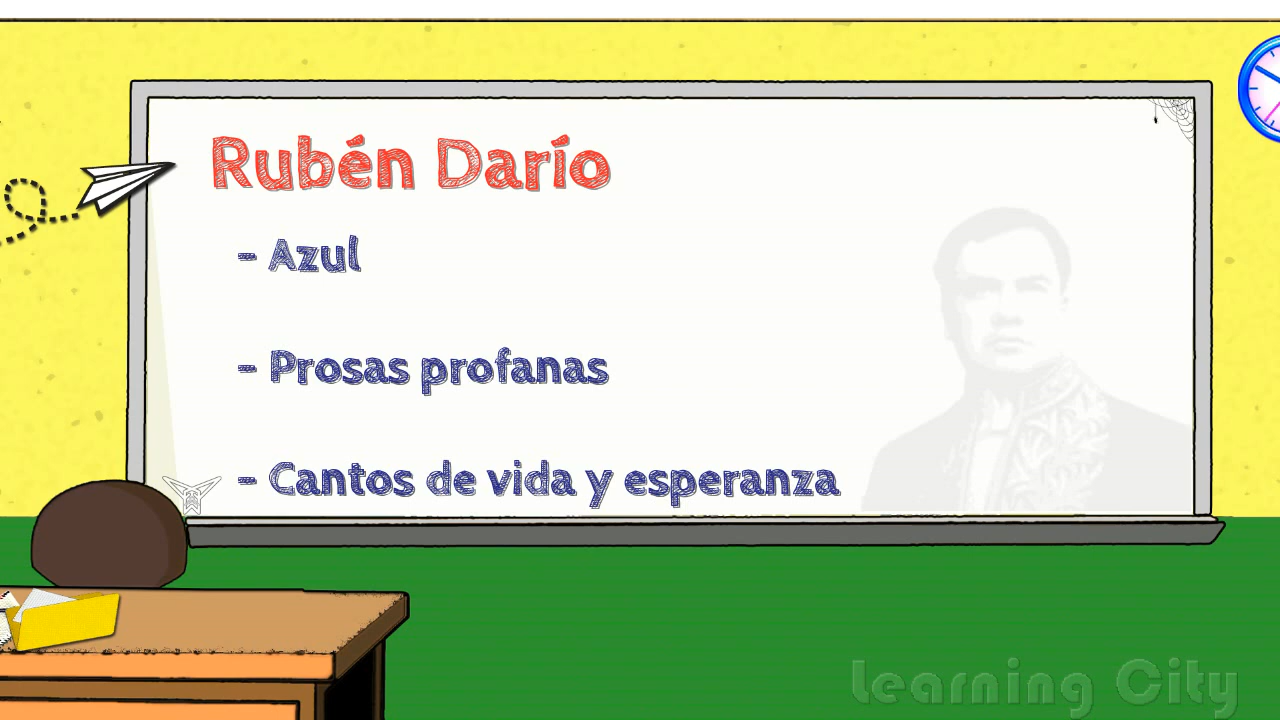 Rubén Darío
- Azul
- Prosas profanas
- Cantos de vida y esperanza
Learning City